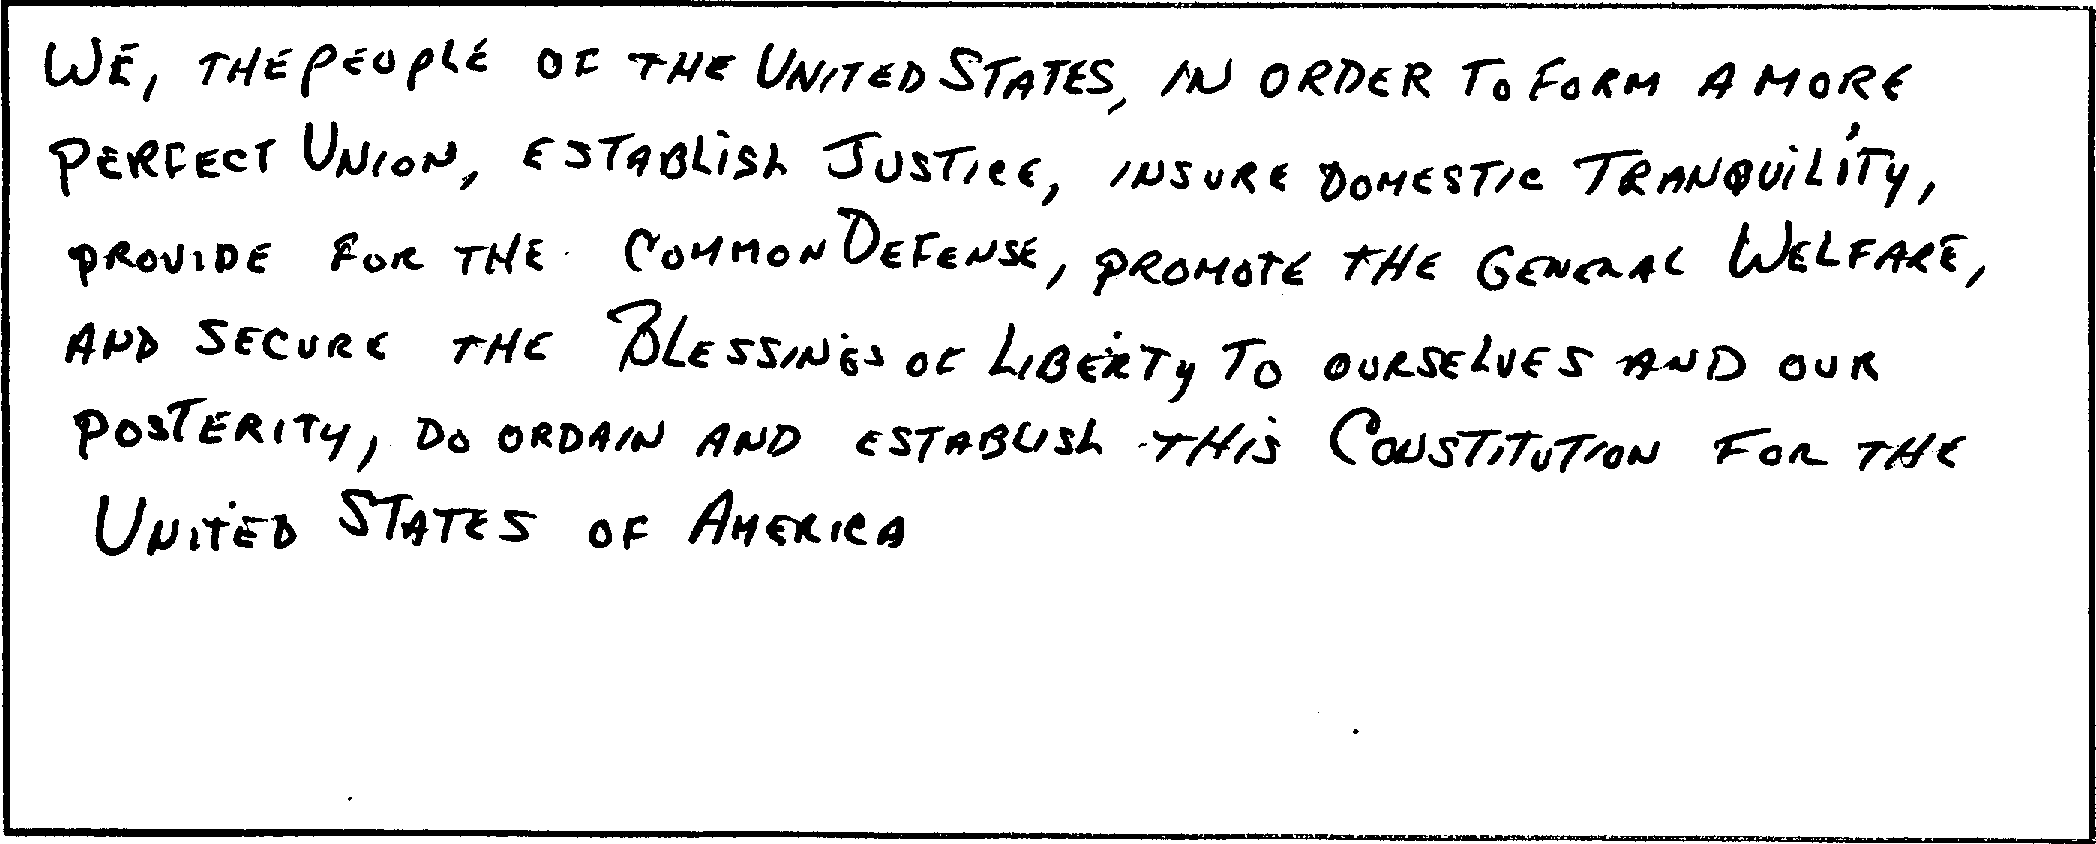 WE, THE PEOPLE OF THE UNITED STATES, IN ORDER TO FORM A MORE
PERFECT UNION, ESTABLISH JUSTICE, INSURE DOMESTIC TRANQUILITY,
PROVIDE FOR THE COMMON DEFENSE, PROMOTE THE GENERAL WELFARE,
AND SECURE THE BLESSINGS OF LIBERTY TO OURSELVES AND OUR
POSTERITY, DO ORDAIN AND ESTABLISH THIS CONSTITUTION FOR THE
UNITED STATES OF AMERICA